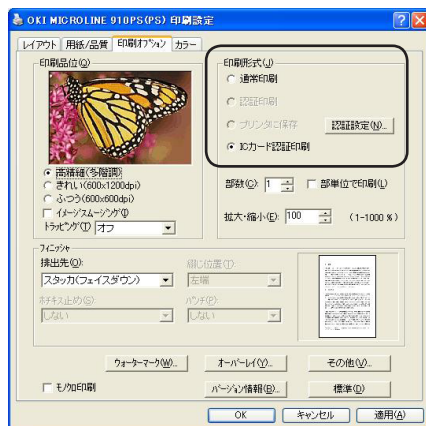 OKI MICROLINE 910PS(PS) 印刷設定
レイアウト 用紙/品質 印刷オプション カラー
印刷品位(Q)
高精細(多階調)
きれい(600x1200dpi)
ふつう(600x600dpi)
イメージスムージング(I)
トラッピング(T) オフ
印刷形式(J)
通常印刷
認証印刷
プリンタに保存 認証設定(N)...
ICカード認証印刷
部数(C): 1 部単位で印刷(L)
拡大・縮小(E): 100 (1-1000 %)
フィニッシャ
排出先(O): 綴じ位置(T):
スタッカ(フェイスダウン) 左端
ホチキス止め(S): パンチ(P):
しない しない
ウォーターマーク(W)... オーバーレイ(Y)... その他(V)...
モノクロ印刷 バージョン情報(B)... 標準(D)
OK キャンセル 適用(A)